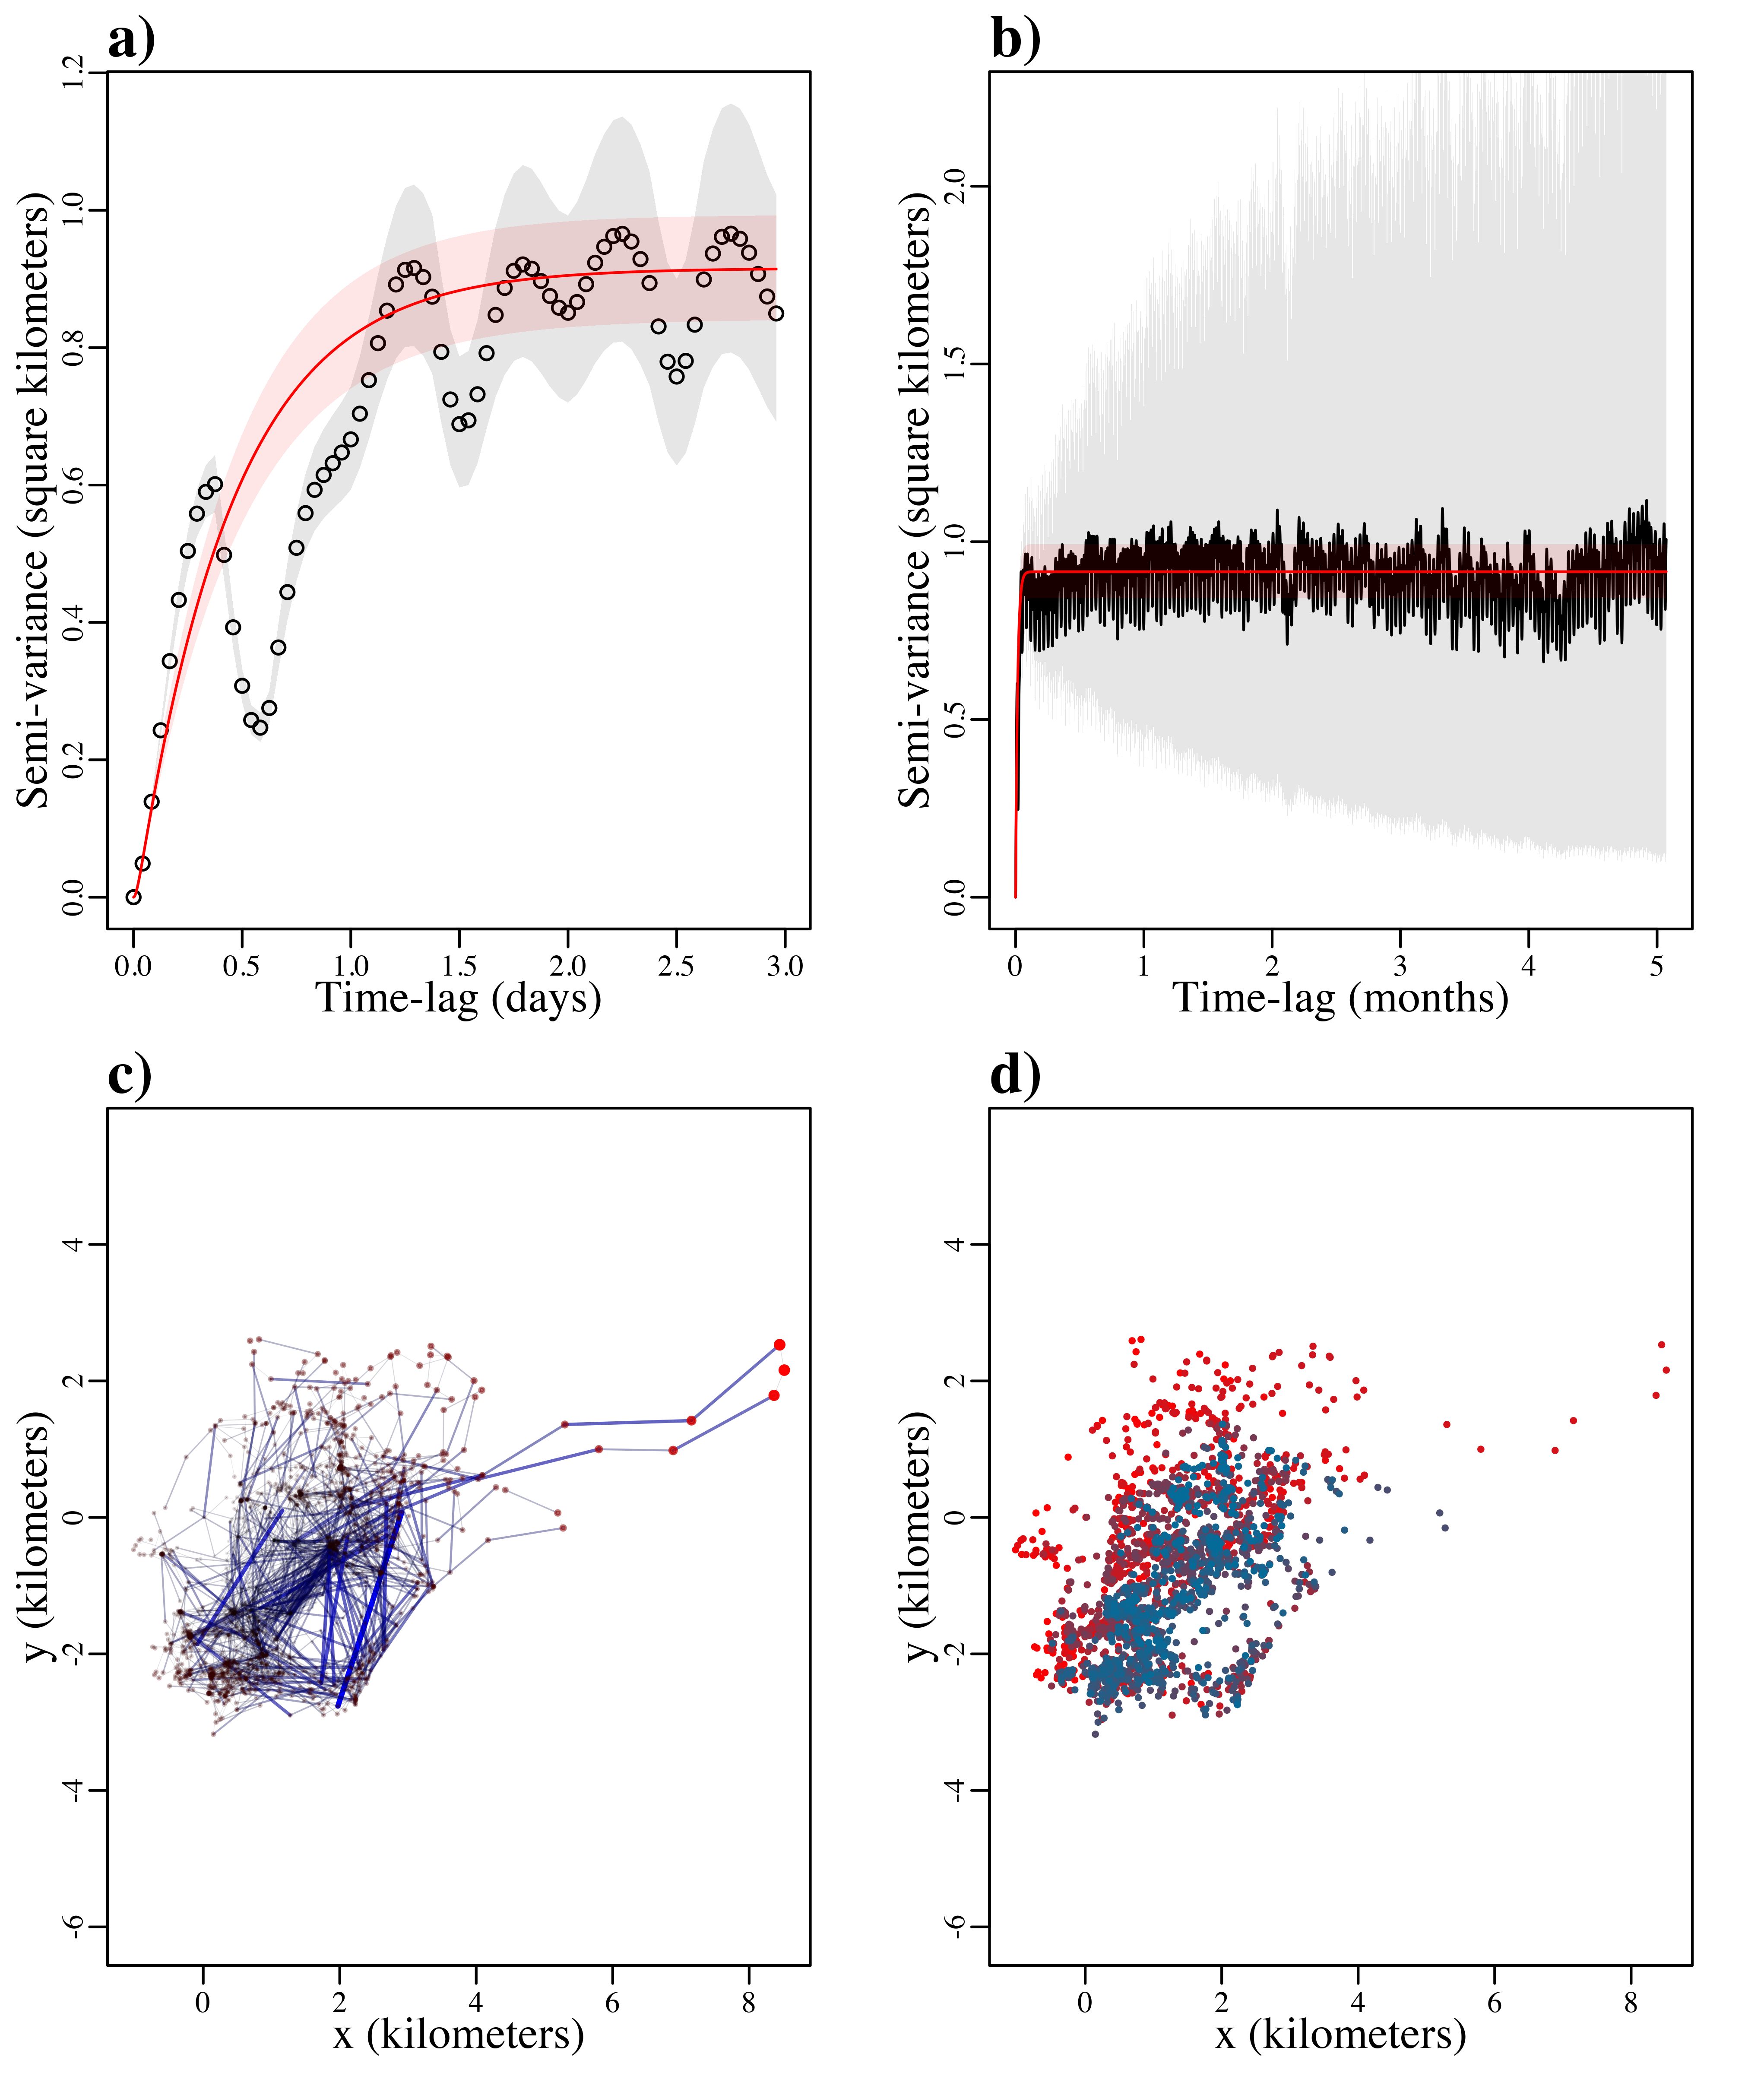 a)
1.2
1.0
0.8
0.6
0.4
0.2
0.0
Semi-variance (square kilometers)
0.0 0.5 1.0 1.5 2.0 2.5 3.0
Time-lag (days)
b)
2.0
1.5
1.0
0.5
0.0
Semi-variance (square kilometers)
0 1 2 3 4 5
Time-lag (months)
c)
4
2
0
-2
-4
-6
y (kilometers)
0 2 4 6 8
x (kilometers)
d)
4
2
0
-2
-4
-6
y (kilometers)
0 2 4 6 8
x (kilometers)